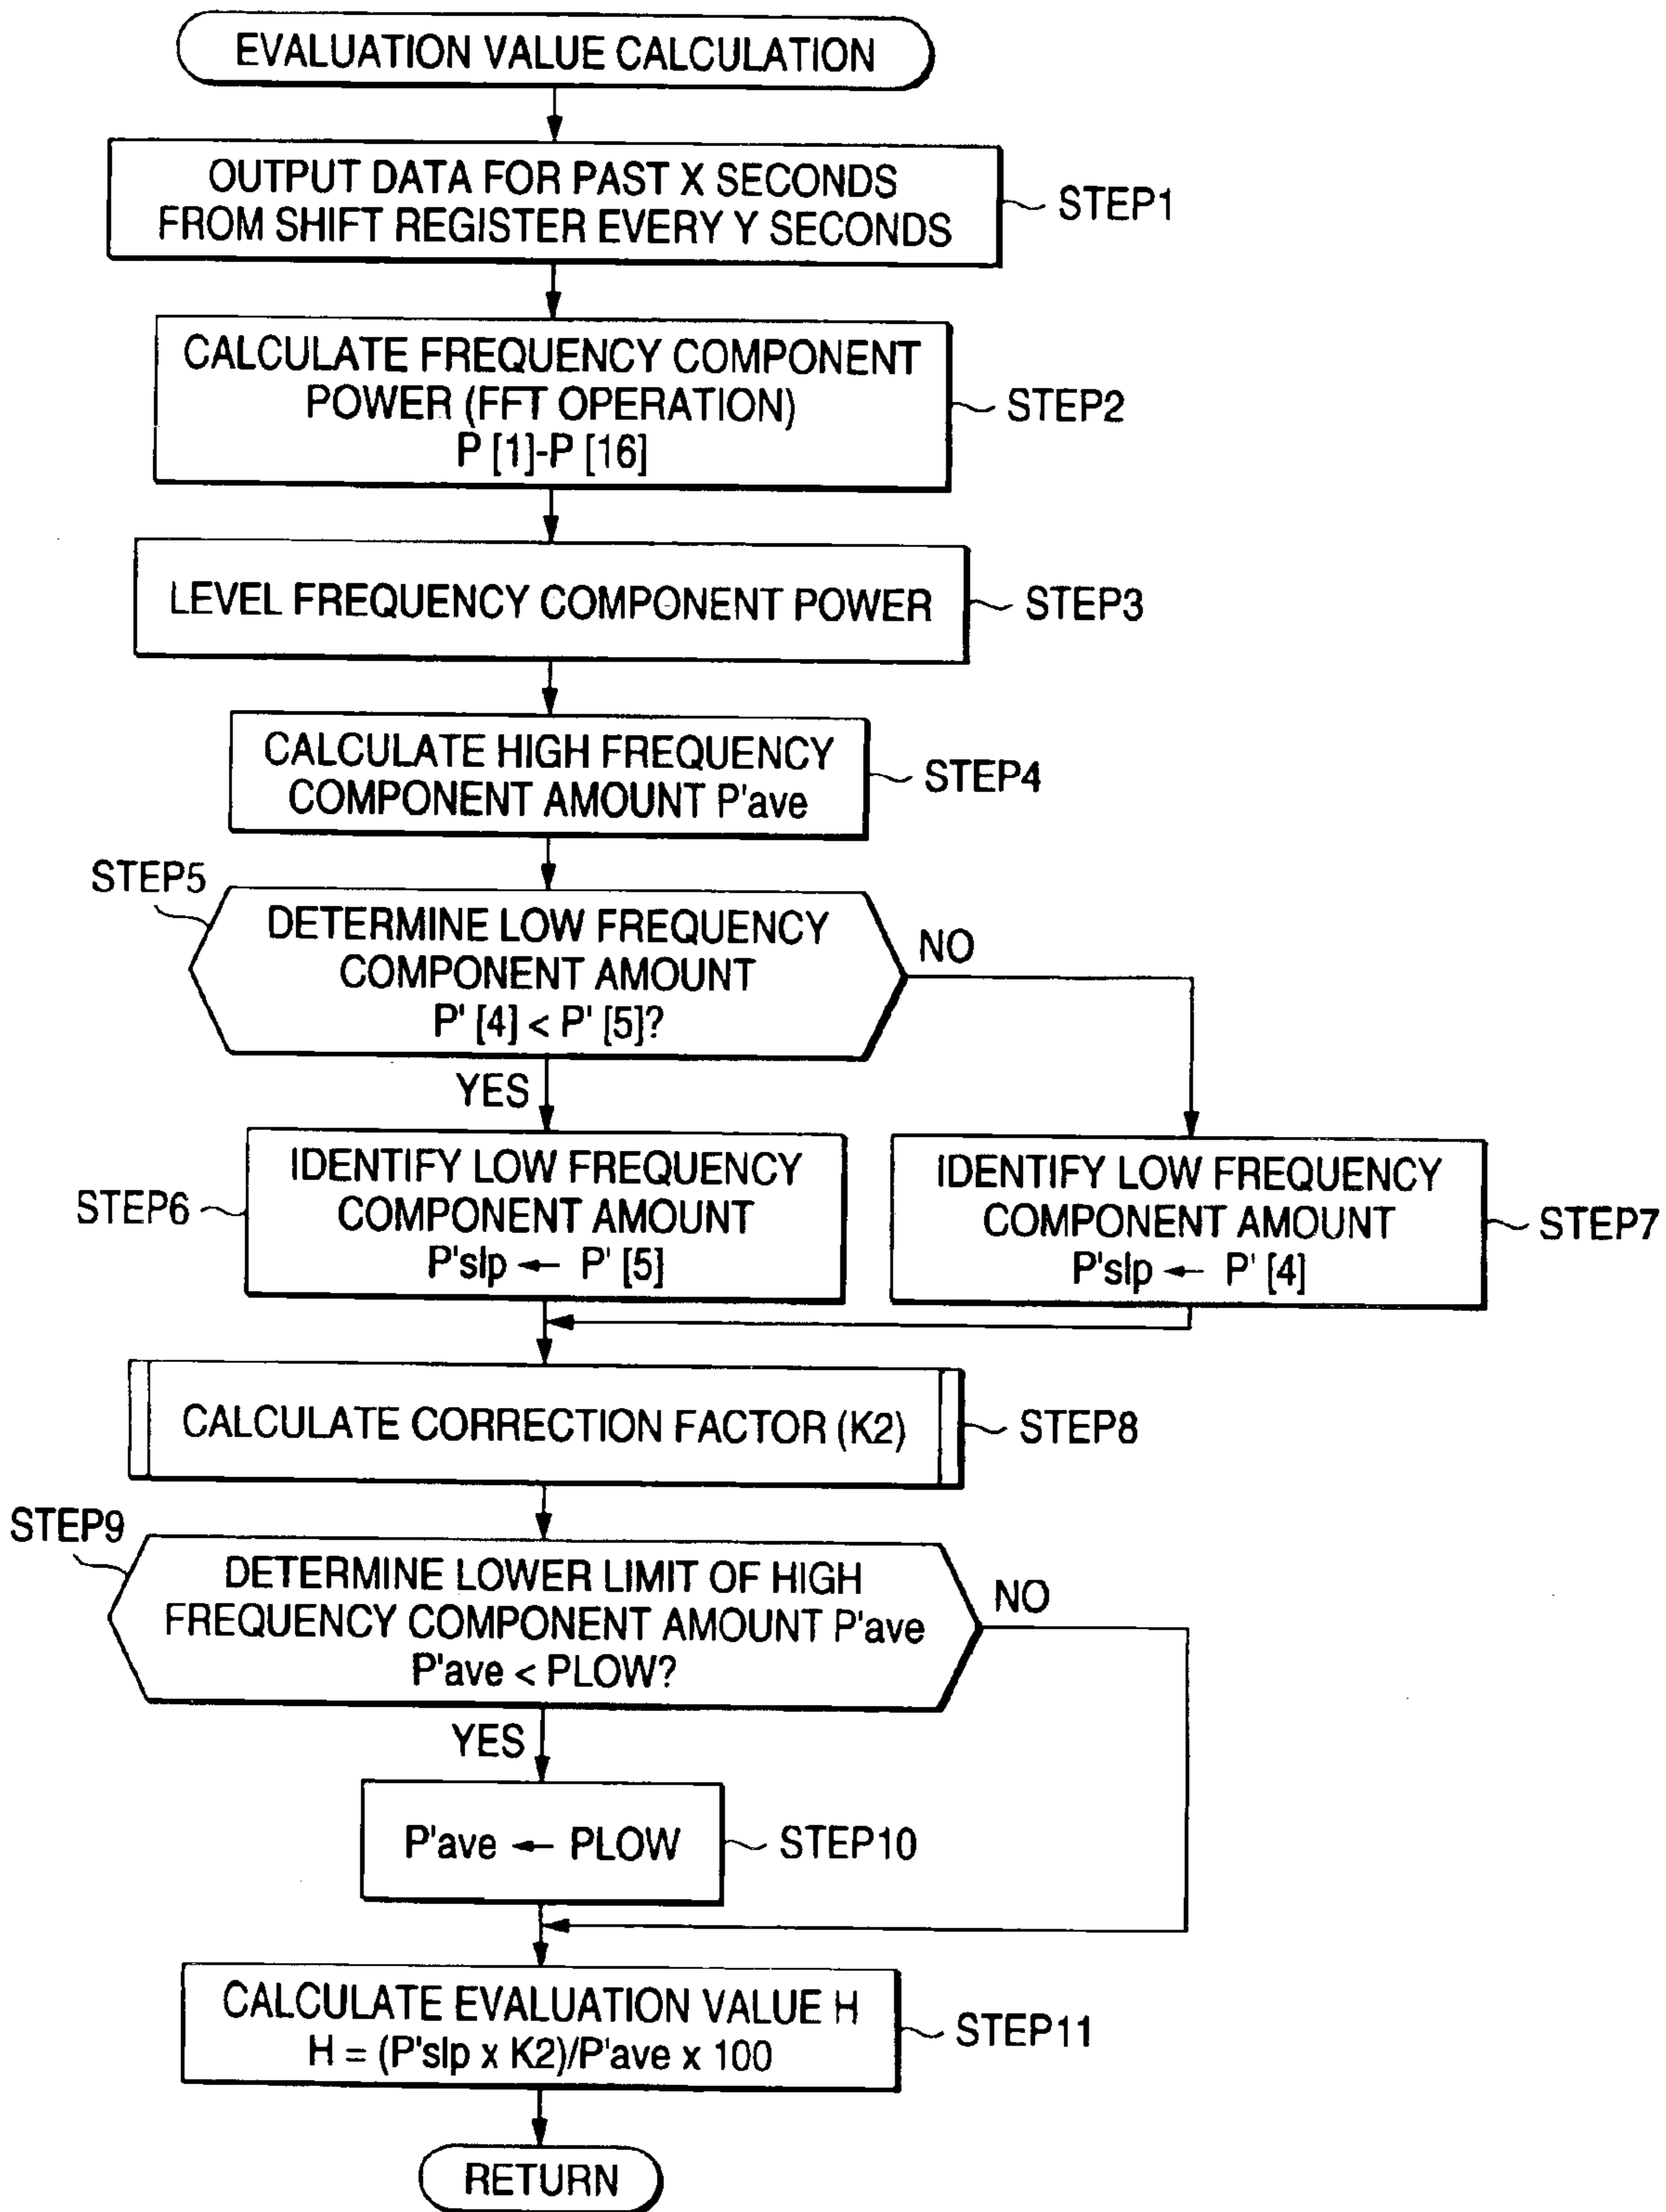 EVALUATION VALUE CALCULATION
OUTPUT DATA FOR PAST X SECONDS
FROM SHIFT REGISTER EVERY Y SECONDS
STEP1
CALCULATE FREQUENCY COMPONENT
POWER (FFT OPERATION)
P [1]-P [16]
STEP2
LEVEL FREQUENCY COMPONENT POWER
STEP3
CALCULATE HIGH FREQUENCY
COMPONENT AMOUNT P'ave
STEP4
STEP5
DETERMINE LOW FREQUENCY
COMPONENT AMOUNT
P' [4] < P' [5]?
NO
YES
STEP6
IDENTIFY LOW FREQUENCY
COMPONENT AMOUNT
P'slp ← P' [5]
IDENTIFY LOW FREQUENCY
COMPONENT AMOUNT
P'slp ← P' [4]
STEP7
CALCULATE CORRECTION FACTOR (K2)
STEP8
STEP9
DETERMINE LOWER LIMIT OF HIGH
FREQUENCY COMPONENT AMOUNT P'ave
P'ave < PLOW?
NO
YES
P'ave ← PLOW
STEP10
CALCULATE EVALUATION VALUE H
H = (P'slp x K2)/P'ave x 100
STEP11
RETURN